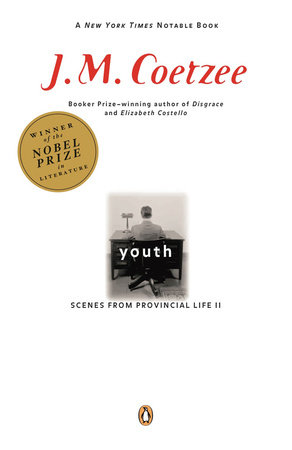 A NEW YORK TIMES NOTABLE BOOK
J. M. Coetzee
Booker Prize–winning author of Disgrace
and Elizabeth Costello
WINNER
of the
NOBEL
PRIZE
in
LITERATURE
youth
SCENES FROM PROVINCIAL LIFE II